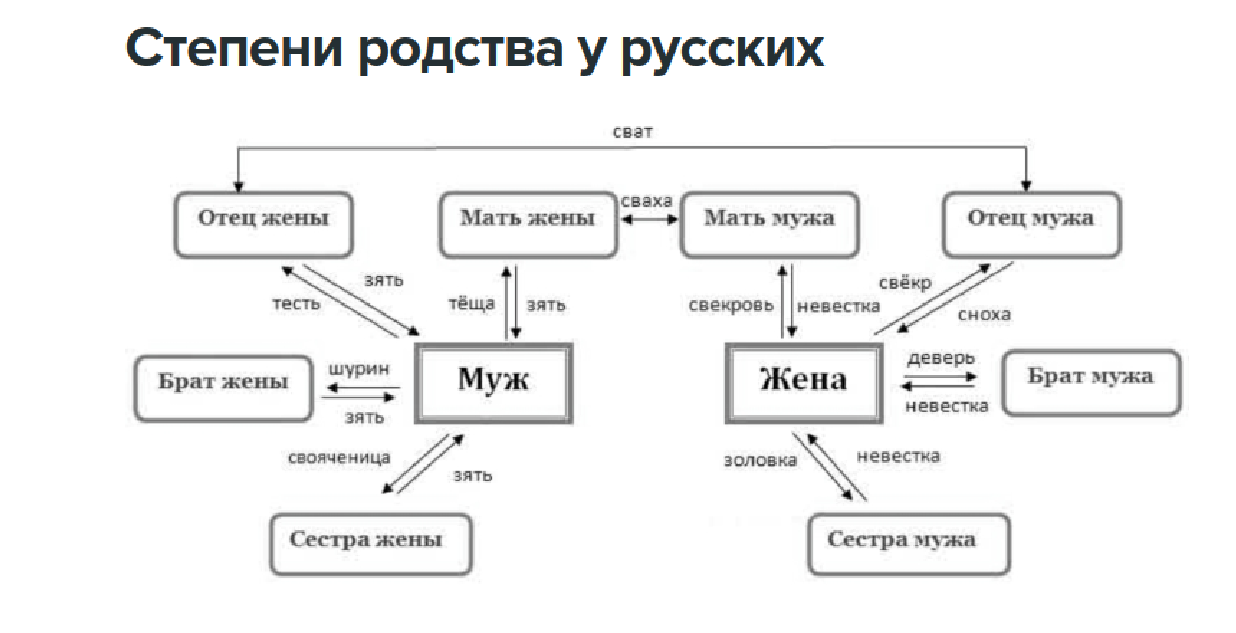 Степени родства у русских
сват
Отец жены
Мать жены
сваха
Мать мужа
Отец мужа
тесть
зять
тёща
зять
свекровь
невестка
свёкр
сноха
Брат жены
шурин
зять
Муж
Жена
деверь
невестка
Брат мужа
свояченица
зять
золовка
невестка
Сестра жены
Сестра мужа